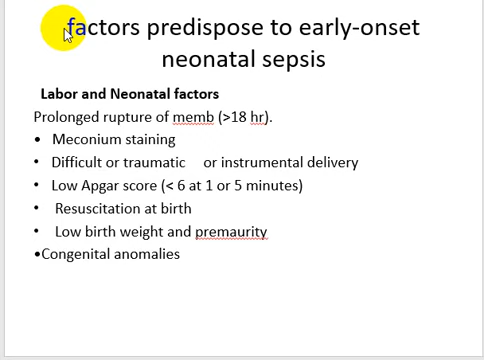 factors predispose to early-onset
neonatal sepsis
Labor and Neonatal factors
Prolonged rupture of memb (>18 hr).
• Meconium staining
• Difficult or traumatic or instrumental delivery
• Low Apgar score (< 6 at 1 or 5 minutes)
• Resuscitation at birth
• Low birth weight and premaurity
•Congenital anomalies